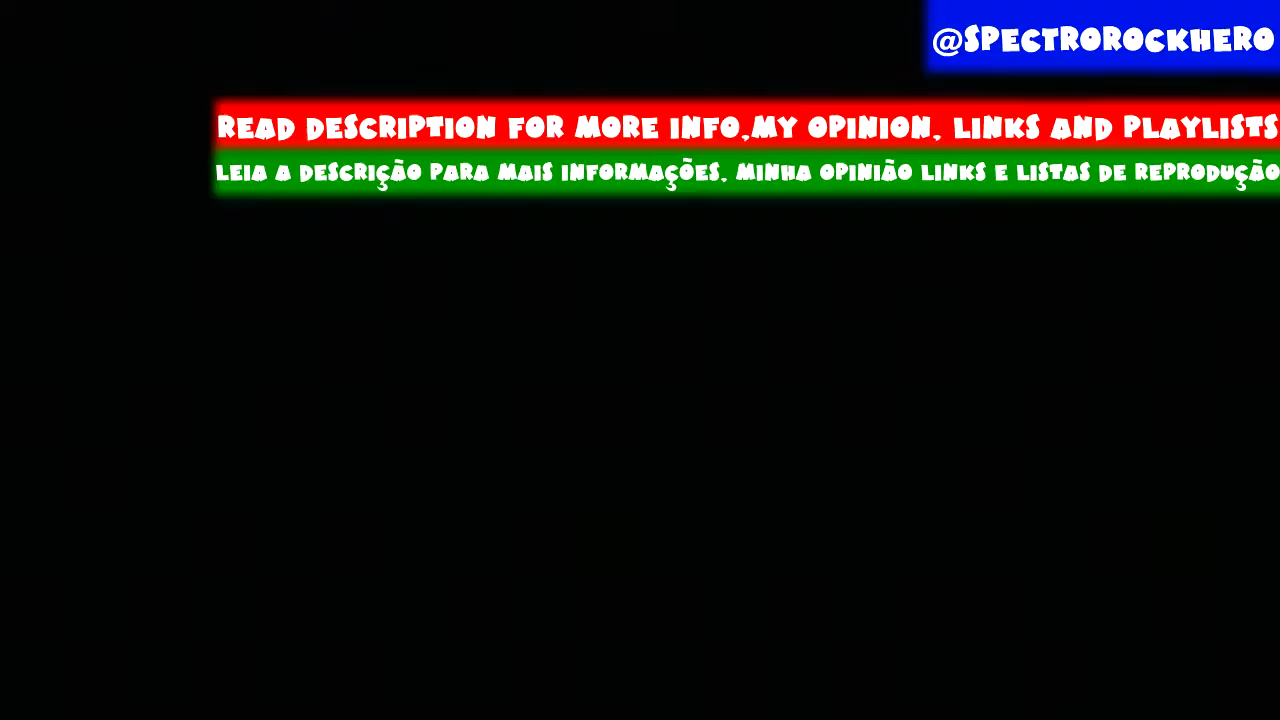 @SPECTROROCKHERO
READ DESCRIPTION FOR MORE INFO,MY OPINION, LINKS AND PLAYLISTS
LEIA A DESCRIÇÃO PARA MAIS INFORMAÇÕES, MINHA OPINIÃO LINKS E LISTAS DE REPRODUÇÃO